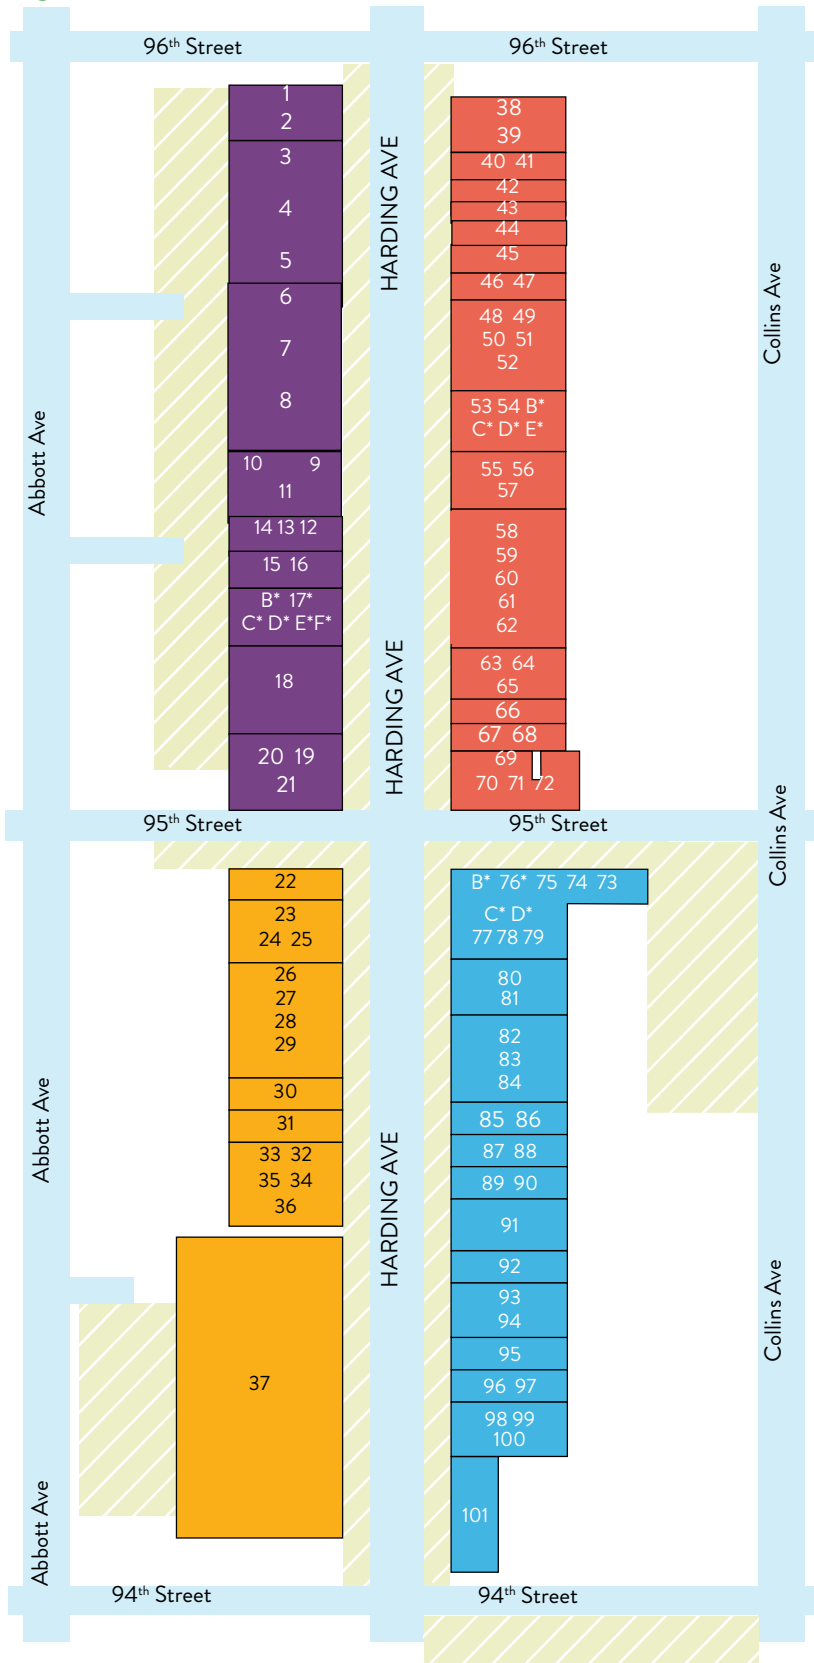 96th Street
96th Street
1
2
3
4
5
6
7
8
10 9
11
14 13 12
15 16
B* 17*
C* D* E*F*
18
20 19
21
38
39
40 41
42
43
44
45
46 47
48 49
50 51
52
53 54 B*
C* D* E*
55 56
57
58
59
60
61
62
63 64
65
66
67 68
69
70 71 72
HARDING AVE
HARDING AVE
Abbott Ave
Collins Ave
95th Street
95th Street
Collins Ave
22
23
24 25
26
27
28
29
30
31
33 32
35 34
36
37
B* 76* 75 74 73
C* D*
77 78 79
80
81
82
83
84
85 86
87 88
89 90
91
92
93
94
95
96 97
98 99
100
101
HARDING AVE
Abbott Ave
Collins Ave
Abbott Ave
94th Street
94th Street